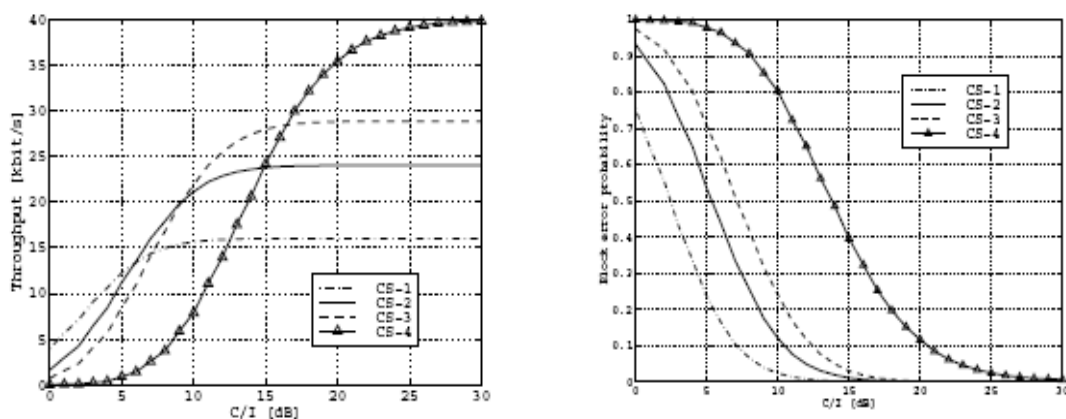 40
35
30
25
20
15
10
5
0
Throughput [kbit/s]
CS-1
CS-2
CS-3
CS-4
0 5 10 15 20 25 30
C/I [dB]
1
0.9
0.8
0.7
0.6
0.5
0.4
0.3
0.2
0.1
0
Block error probability
CS-1
CS-2
CS-3
CS-4
0 5 10 15 20 25 30
C/I [dB]